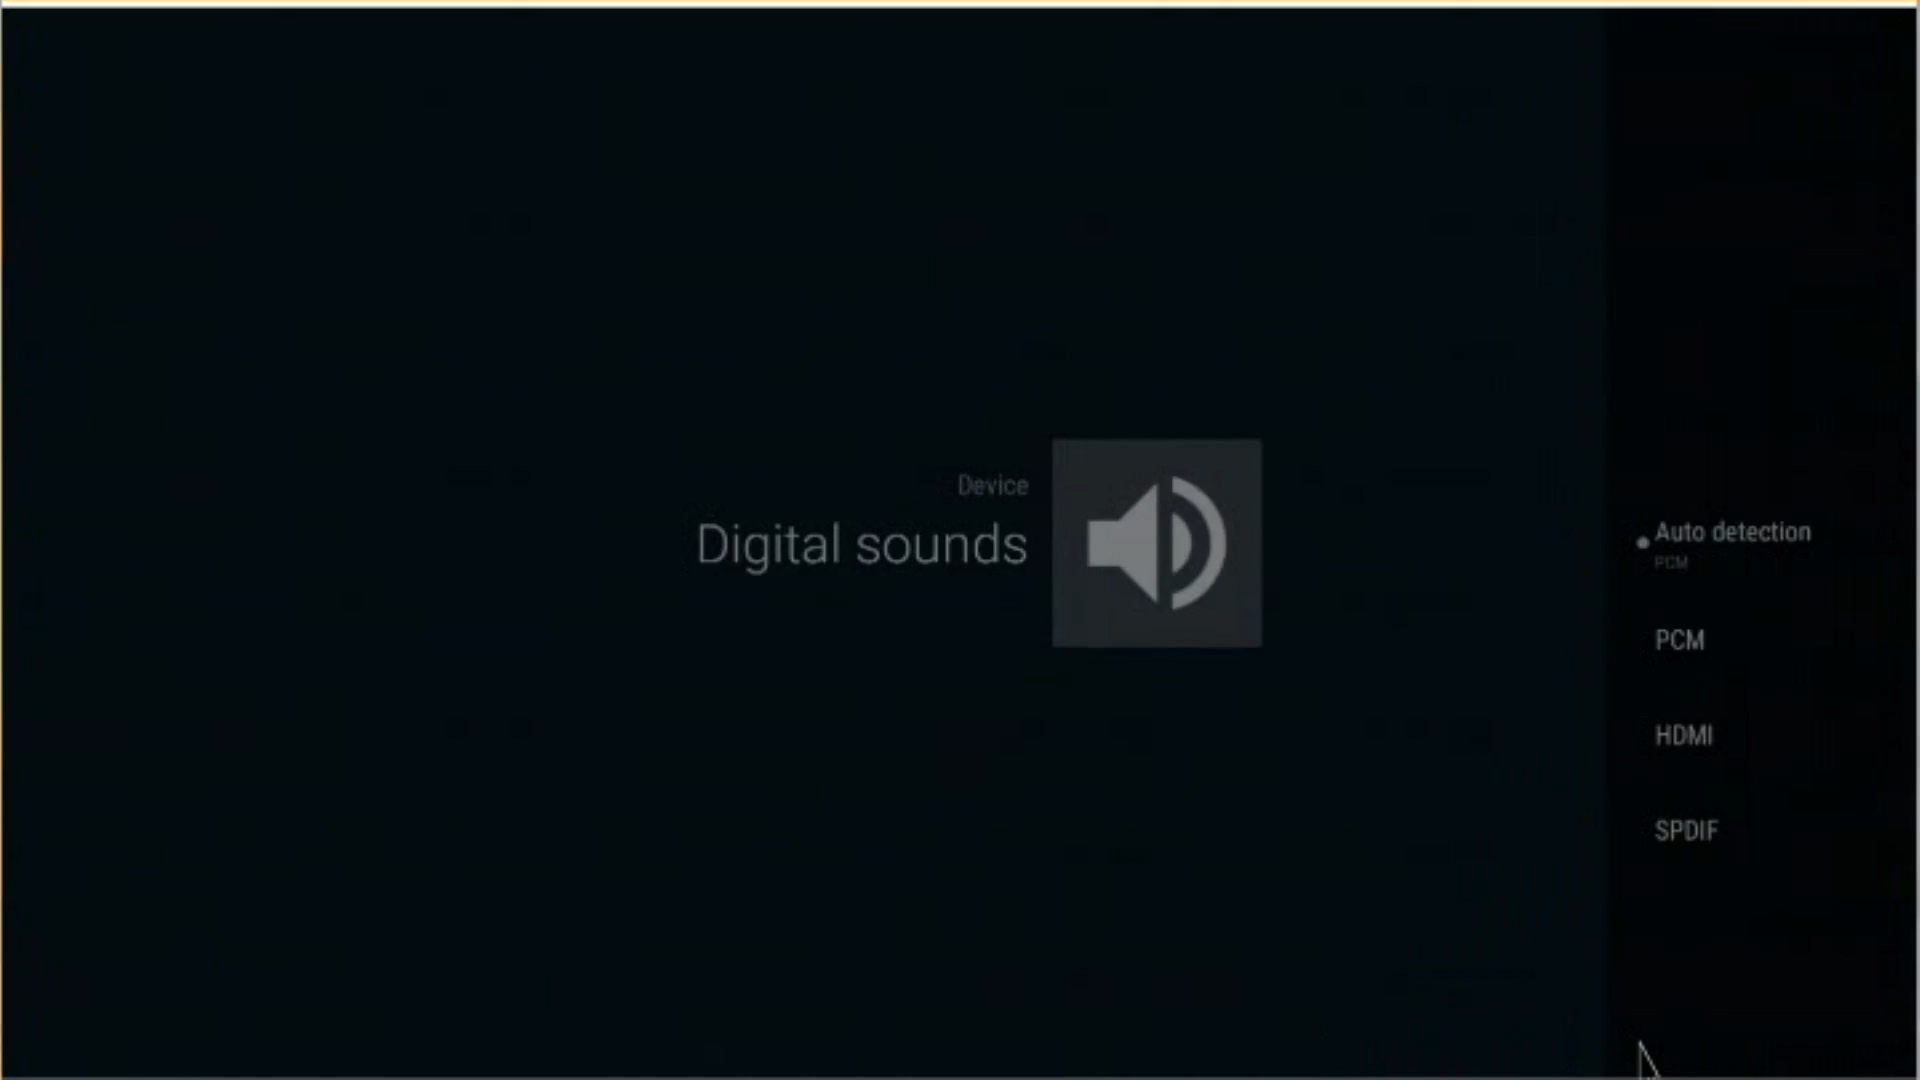 Device
Digital sounds
Auto detection
PCM
PCM
HDMI
SPDIF